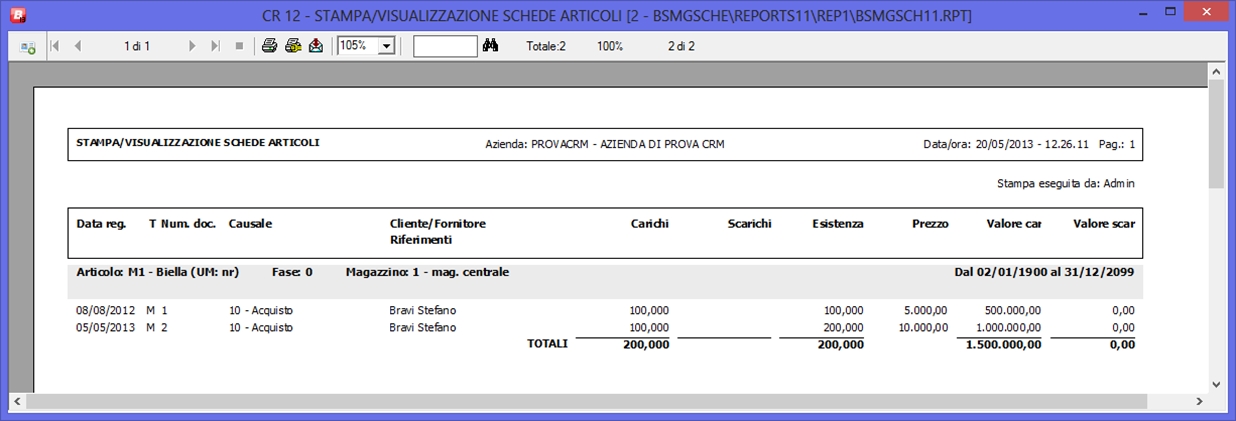 CR 12 - STAMPA/VISUALIZZAZIONE SCHEDE ARTICOLI [2 - BSMGSCHE\REPORTS11\REP1\BSMGSCH11.RPT]
1 di 1 105% Totale:2 100% 2 di 2
STAMPA/VISUALIZZAZIONE SCHEDE ARTICOLI Azienda: PROVACRM - AZIENDA DI PROVA CRM Data/ora: 20/05/2013 - 12.26.11 Pag.: 1
Stampa eseguita da: Admin
Data reg. T Num. doc. Causale Cliente/Fornitore Carichi Scarichi Esistenza Prezzo Valore car Valore scar
Riferimenti
Articolo: M1 - Biella (UM: nr) Fase: 0 Magazzino: 1 - mag. centrale Dal 02/01/1900 al 31/12/2099
08/08/2012 M 1 10 - Acquisto Bravi Stefano 100,000 100,000 5.000,00 500.000,00 0,00
05/05/2013 M 2 10 - Acquisto Bravi Stefano 100,000 200,000 10.000,00 1.000.000,00 0,00
TOTALI 200,000 200,000 1.500.000,00 0,00